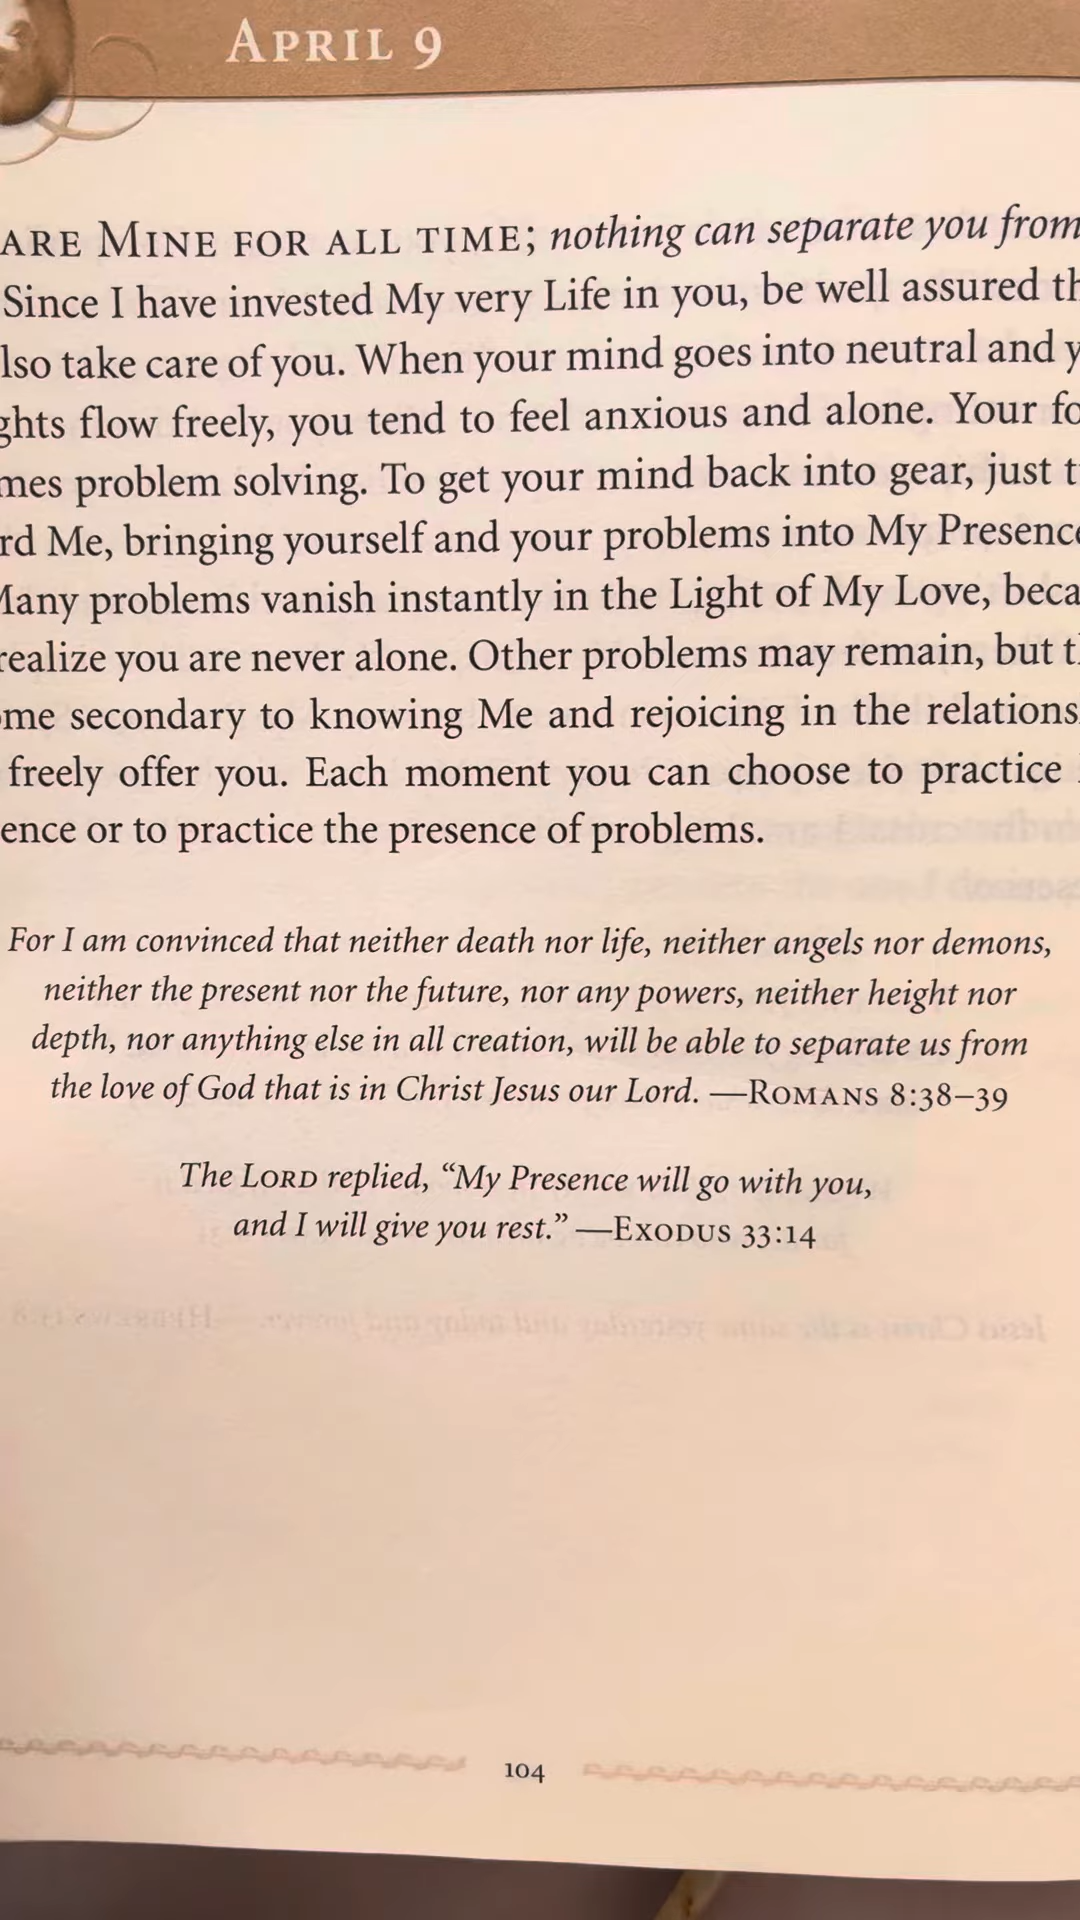 APRIL 9
ARE MINE FOR ALL TIME; nothing can separate you from
Since I have invested My very Life in you, be well assured th
lso take care of you. When your mind goes into neutral and y
ghts flow freely, you tend to feel anxious and alone. Your fo
mes problem solving. To get your mind back into gear, just t
rd Me, bringing yourself and your problems into My Presence
Many problems vanish instantly in the Light of My Love, beca
realize you are never alone. Other problems may remain, but th
ome secondary to knowing Me and rejoicing in the relations
freely offer you. Each moment you can choose to practice
ence or to practice the presence of problems.
For I am convinced that neither death nor life, neither angels nor demons,
neither the present nor the future, nor any powers, neither height nor
depth, nor anything else in all creation, will be able to separate us from
the love of God that is in Christ Jesus our Lord. —ROMANS 8:38–39
The LORD replied, “My Presence will go with you,
and I will give you rest.” —EXODUS 33:14
104